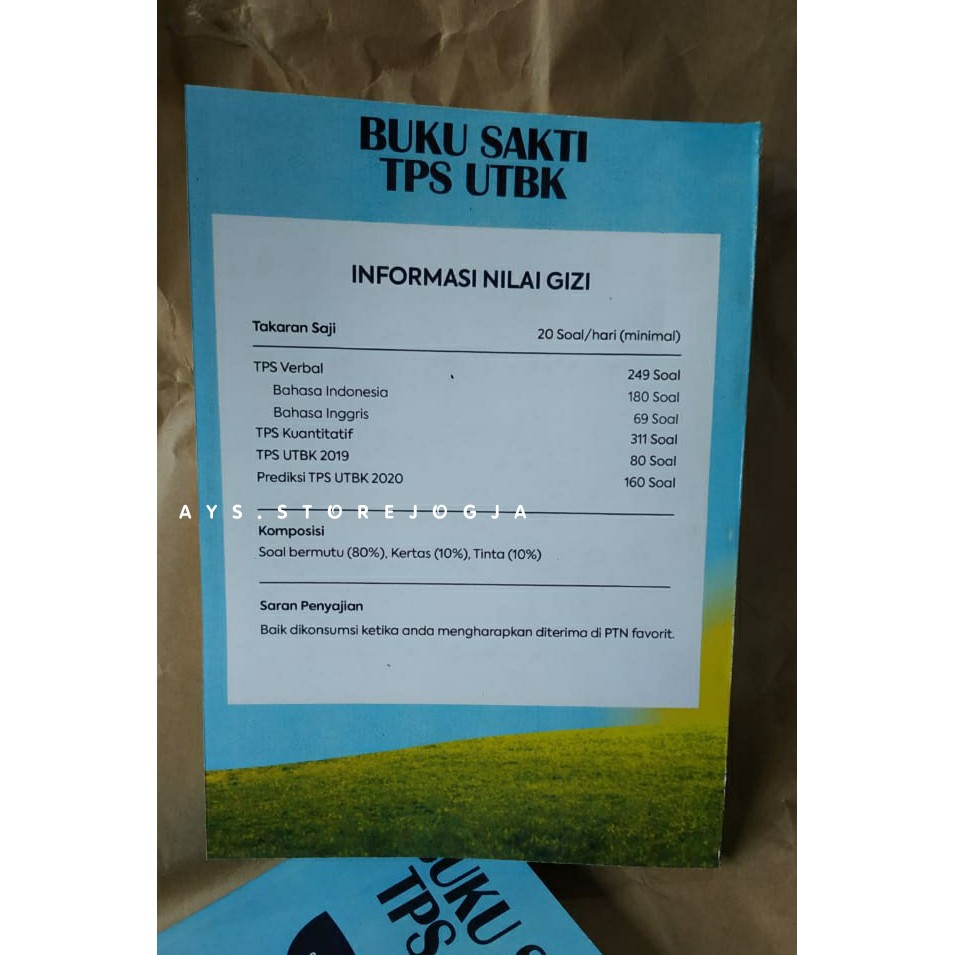 BUKU SAKTI
TPS UTBK
INFORMASI NILAI GIZI
Takaran Saji 20 Soal/hari (minimal)
TPS Verbal 249 Soal
Bahasa Indonesia 180 Soal
Bahasa Inggris 69 Soal
TPS Kuantitatif 311 Soal
TPS UTBK 2019 80 Soal
Prediksi TPS UTBK 2020 160 Soal
AYS.STOREJOGJA
Komposisi
Soal bermutu (80%), Kertas (10%), Tinta (10%)
Saran Penyajian
Baik dikonsumsi ketika anda mengharapkan diterima di PTN favorit.
BUKU
TPS